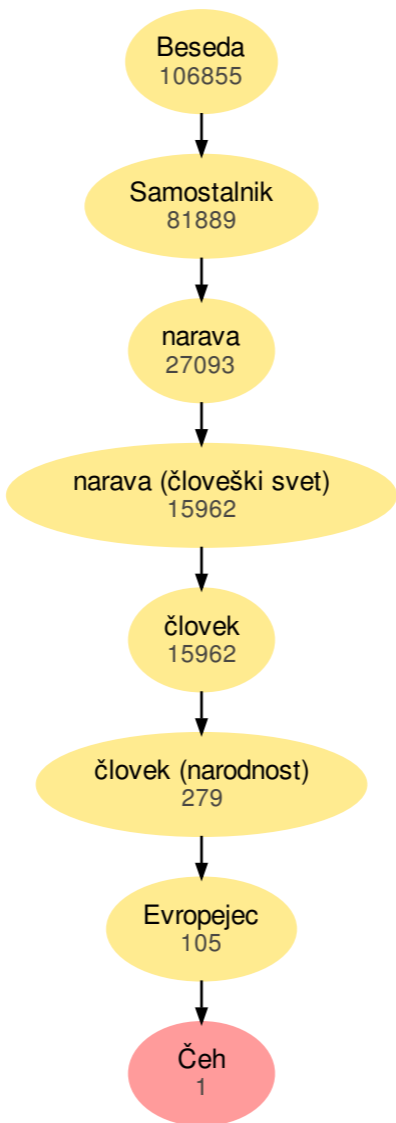 Beseda
106855
Samostalnik
81889
narava
27093
narava (človeški svet)
15962
človek
15962
človek (narodnost)
279
Evropejec
105
Čeh
1